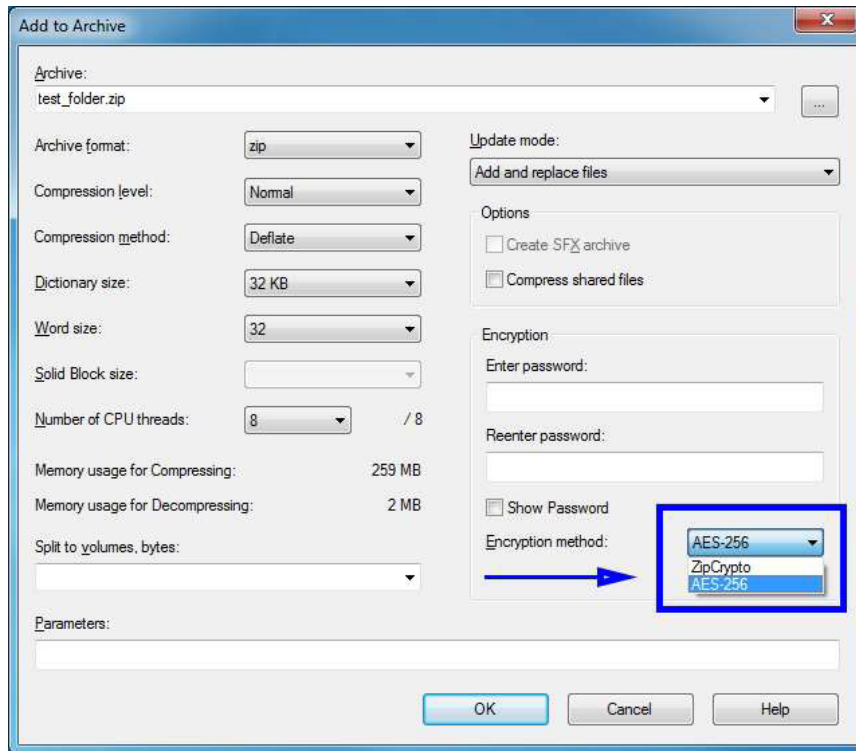 Add to Archive
Archive:
test_folder.zip
...
Archive format:
zip
Compression level:
Normal
Compression method:
Deflate
Dictionary size:
32 KB
Word size:
32
Solid Block size:
Number of CPU threads:
8
/ 8
Memory usage for Compressing:
259 MB
Memory usage for Decompressing:
2 MB
Split to volumes, bytes:
Update mode:
Add and replace files
Options
Create SFX archive
Compress shared files
Encryption
Enter password:
Reenter password:
Show Password
Encryption method:
AES-256
ZipCrypto
AES-256
Parameters:
OK
Cancel
Help